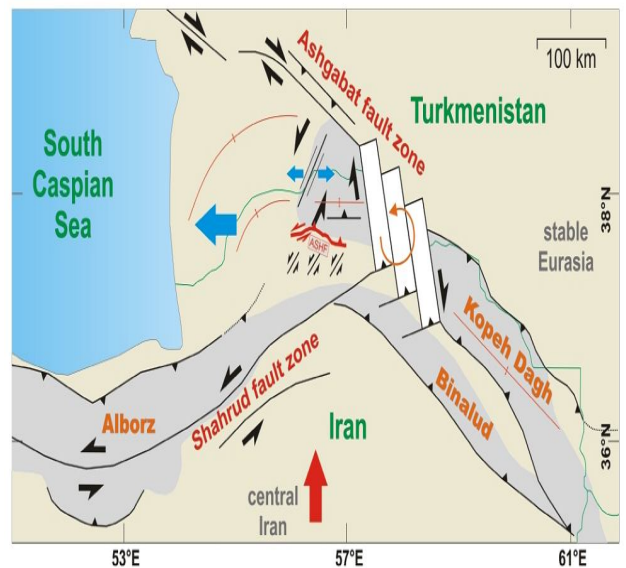 100 km
Ashgabat fault zone
Turkmenistan
South
Caspian
Sea
38°N
stable
Eurasia
ASHF
Kopeh Dagh
Shahrud fault zone
Binalud
Alborz
Iran
36°N
central
Iran
53°E
57°E
61°E